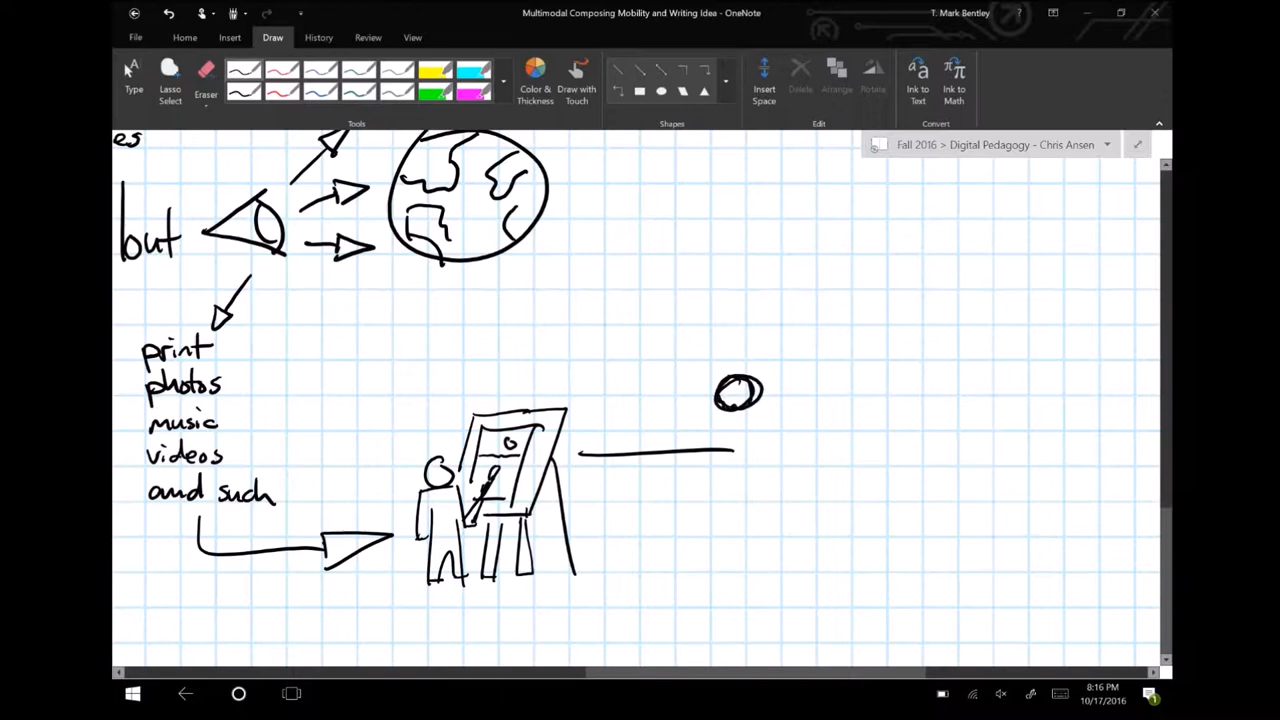 Multimodal Composing Mobility and Writing Idea - OneNote
T. Mark Bentley
?
File
Home
Insert
Draw
History
Review
View
Type
Lasso Select
Eraser
Color & Thickness
Draw with Touch
Insert Space
Delete
Arrange
Rotate
Ink to Text
Ink to Math
Tools
Shapes
Edit
Convert
Fall 2016 > Digital Pedagogy - Chris Ansen
es
but
print
photos
music
videos
and such
8:16 PM
10/17/2016
1